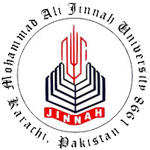 Mohammad Ali Jinnah University
JINNAH
Karachi, Pakistan 1998